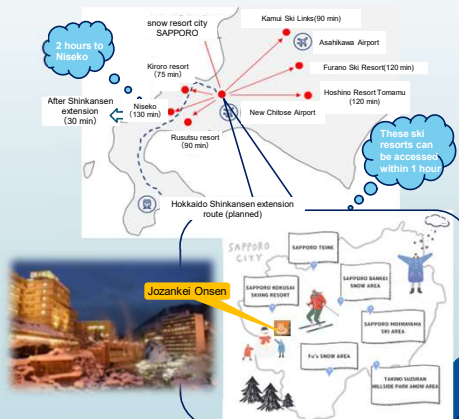 snow resort city
SAPPORO
Kamui Ski Links(90 min)
2 hours to
Niseko
Asahikawa Airport
Kiroro resort
(75 min)
Furano Ski Resort(120 min)
After Shinkansen
extension
(30 min)
Niseko
(130 min)
Hoshino Resort Tomamu
(120 min)
New Chitose Airport
Rusutsu resort
(90 min)
These ski
resorts can
be accessed
within 1 hour
Hokkaido Shinkansen extension
route (planned)
SAPPORO
CITY
SAPPORO TEINE
Jozankei Onsen
SAPPORO KOKUSAI
SKIING RESORT
SAPPORO BANKEI
SNOW AREA
SAPPORO MOIWAYAMA
SKI AREA
Fu's SNOW AREA
TAKINO SUZURAN
HILLSIDE PARK SNOW AREA